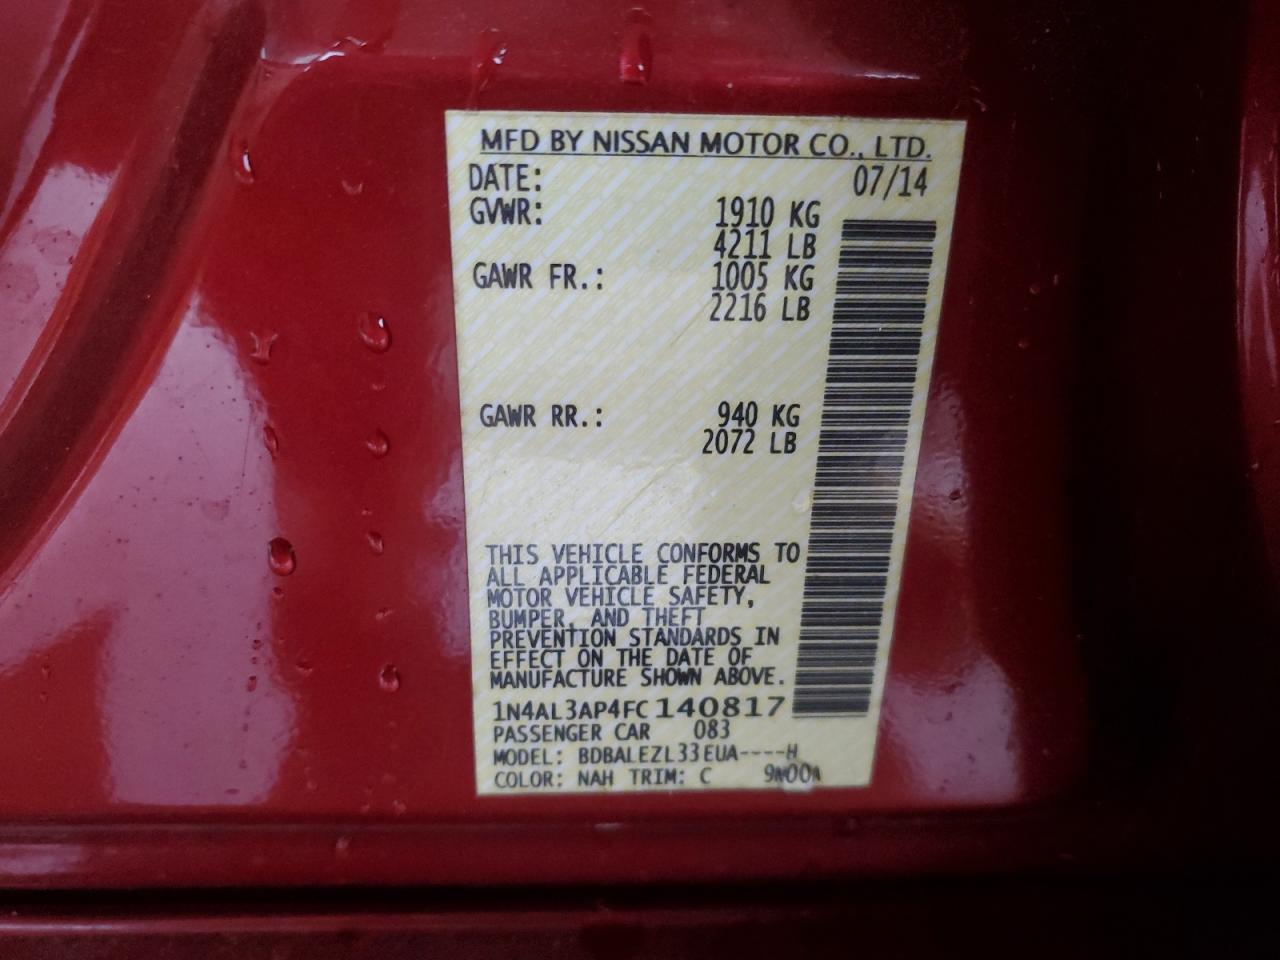 MFD BY NISSAN MOTOR CO., LTD.
DATE: 07/14
GVWR: 1910 KG
4211 LB
GAWR FR.: 1005 KG
2216 LB
GAWR RR.: 940 KG
2072 LB
THIS VEHICLE CONFORMS TO
ALL APPLICABLE FEDERAL
MOTOR VEHICLE SAFETY,
BUMPER, AND THEFT
PREVENTION STANDARDS IN
EFFECT ON THE DATE OF
MANUFACTURE SHOWN ABOVE.
1N4AL3AP4FC140817
PASSENGER CAR 083
MODEL: BDBALEZL33EUA----H
COLOR: NAH TRIM: C